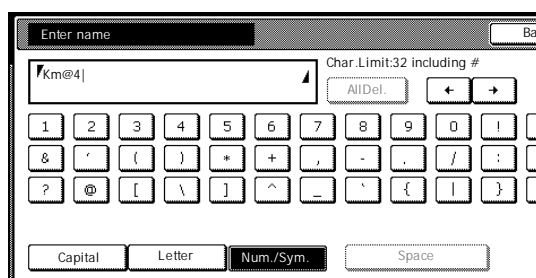 Enter name
Ba
Km@4|
Char.Limit:32 including #
AllDel.
← →
1 2 3 4 5 6 7 8 9 0 !
& ´ ( ) * + , - . / :
? @ [ \ ] ^ _ ` { | }
Capital Letter Num./Sym. Space